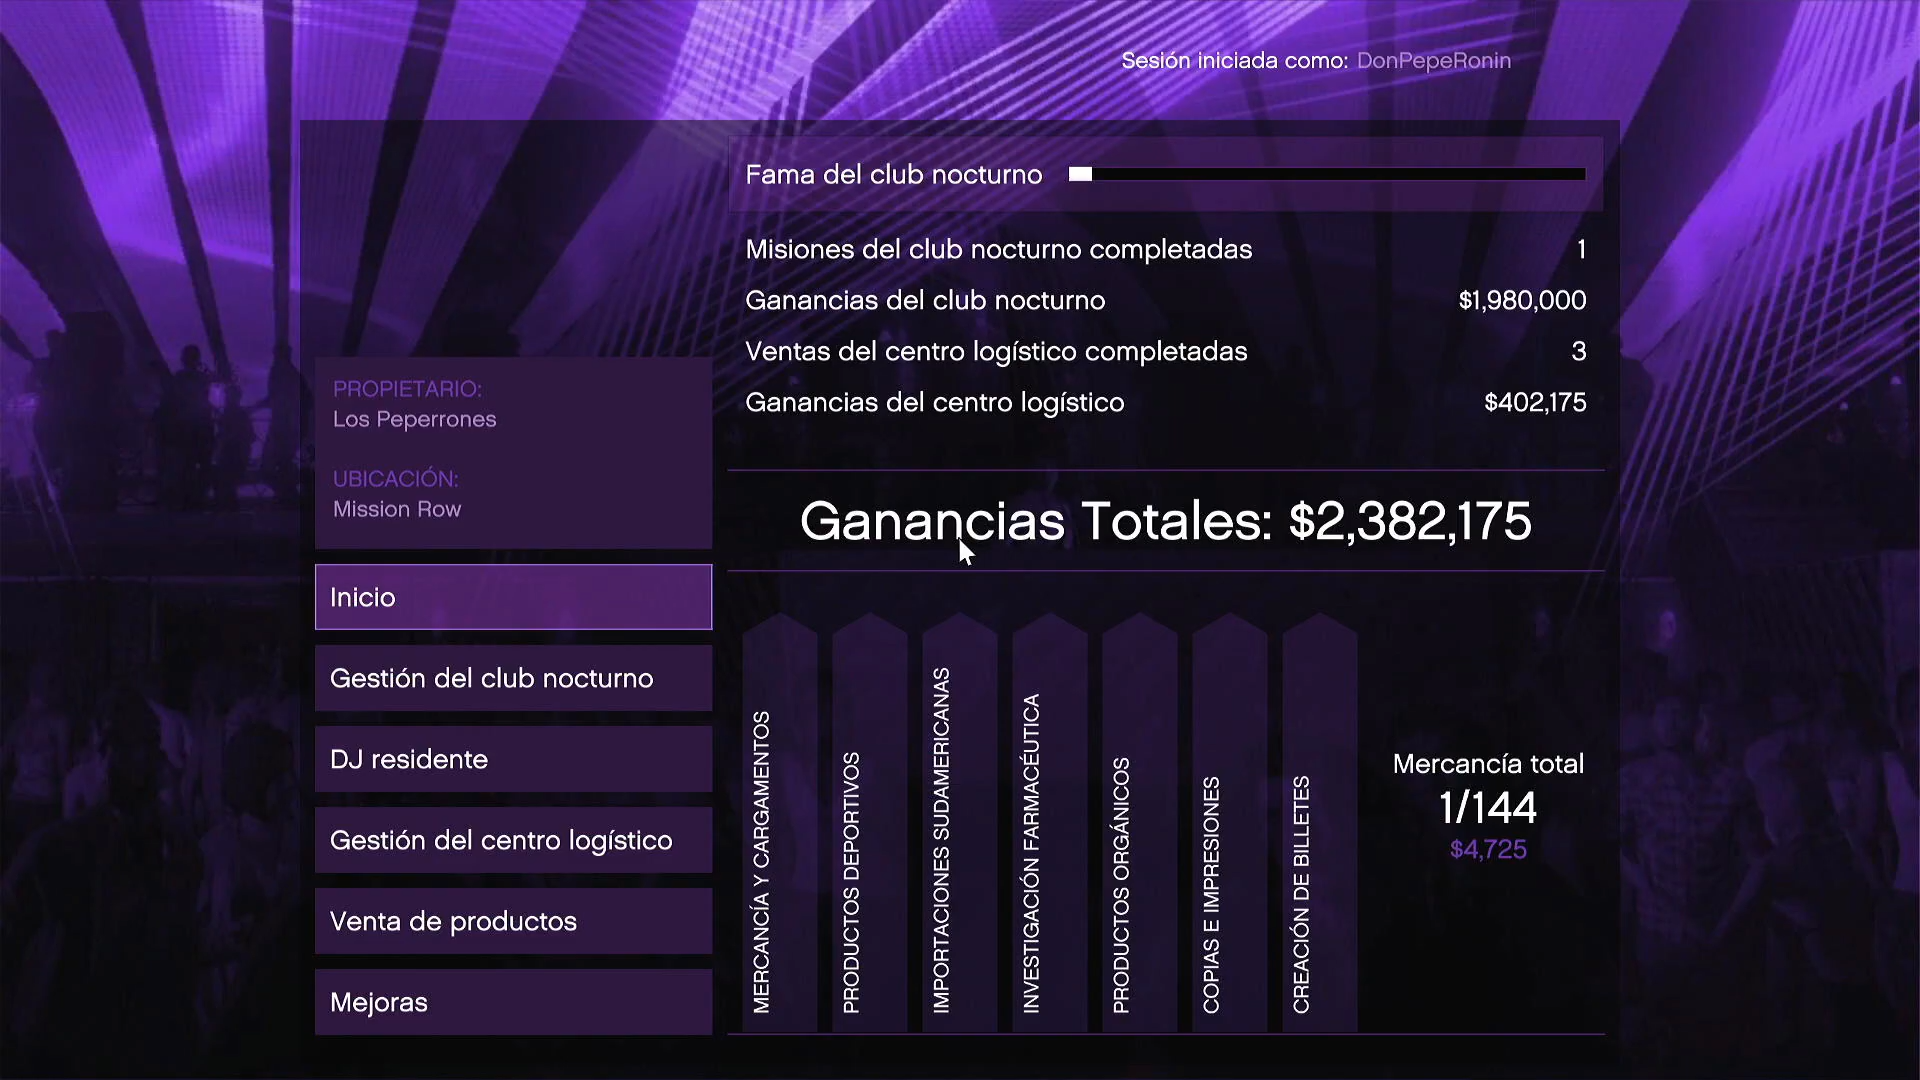 Sesión iniciada como: DonPepeRonin
Fama del club nocturno
Misiones del club nocturno completadas 1
Ganancias del club nocturno $1,980,000
Ventas del centro logístico completadas 3
Ganancias del centro logístico $402,175
Ganancias Totales: $2,382,175
PROPIETARIO:
Los Peperrones
UBICACIÓN:
Mission Row
Inicio
Gestión del club nocturno
DJ residente
Gestión del centro logístico
Venta de productos
Mejoras
MERCANCÍA Y CARGAMENTOS
PRODUCTOS DEPORTIVOS
IMPORTACIONES SUDAMERICANAS
INVESTIGACIÓN FARMACÉUTICA
PRODUCTOS ORGÁNICOS
COPIAS E IMPRESIONES
CREACIÓN DE BILLETES
Mercancía total
1/144
$4,725